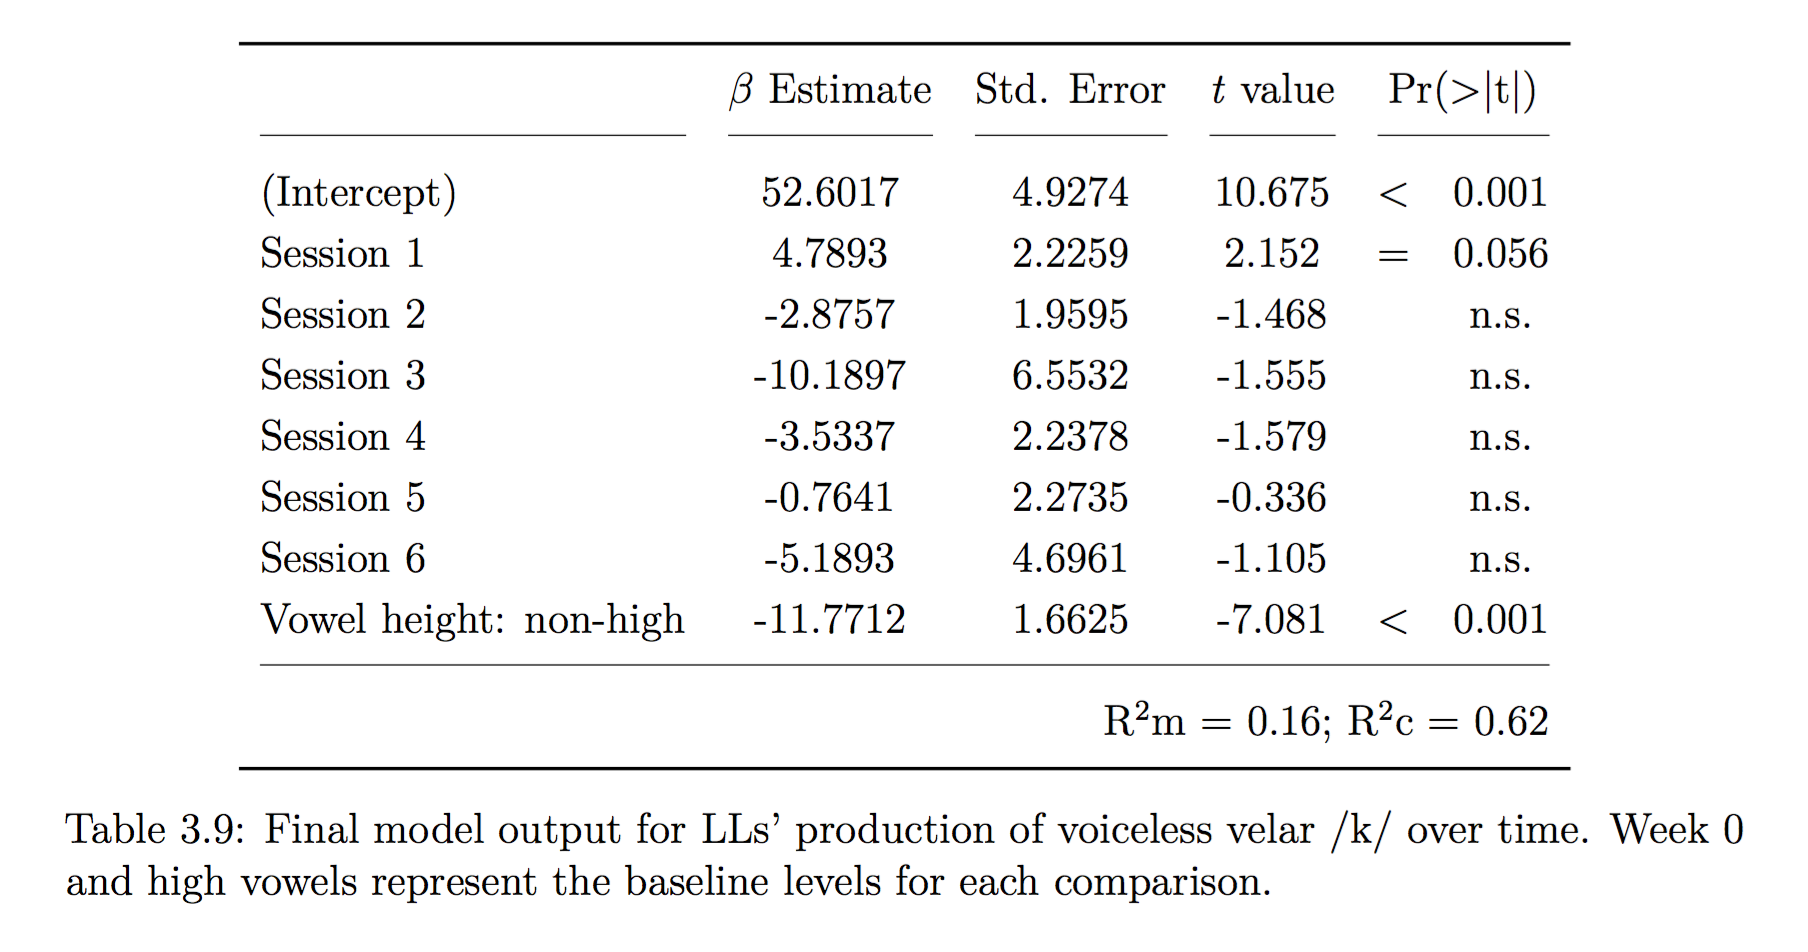 β Estimate Std. Error t value Pr(>|t|)
(Intercept) 52.6017 4.9274 10.675 < 0.001
Session 1 4.7893 2.2259 2.152 = 0.056
Session 2 -2.8757 1.9595 -1.468 n.s.
Session 3 -10.1897 6.5532 -1.555 n.s.
Session 4 -3.5337 2.2378 -1.579 n.s.
Session 5 -0.7641 2.2735 -0.336 n.s.
Session 6 -5.1893 4.6961 -1.105 n.s.
Vowel height: non-high -11.7712 1.6625 -7.081 < 0.001
R²m = 0.16; R²c = 0.62
Table 3.9: Final model output for LLs’ production of voiceless velar /k/ over time. Week 0
and high vowels represent the baseline levels for each comparison.